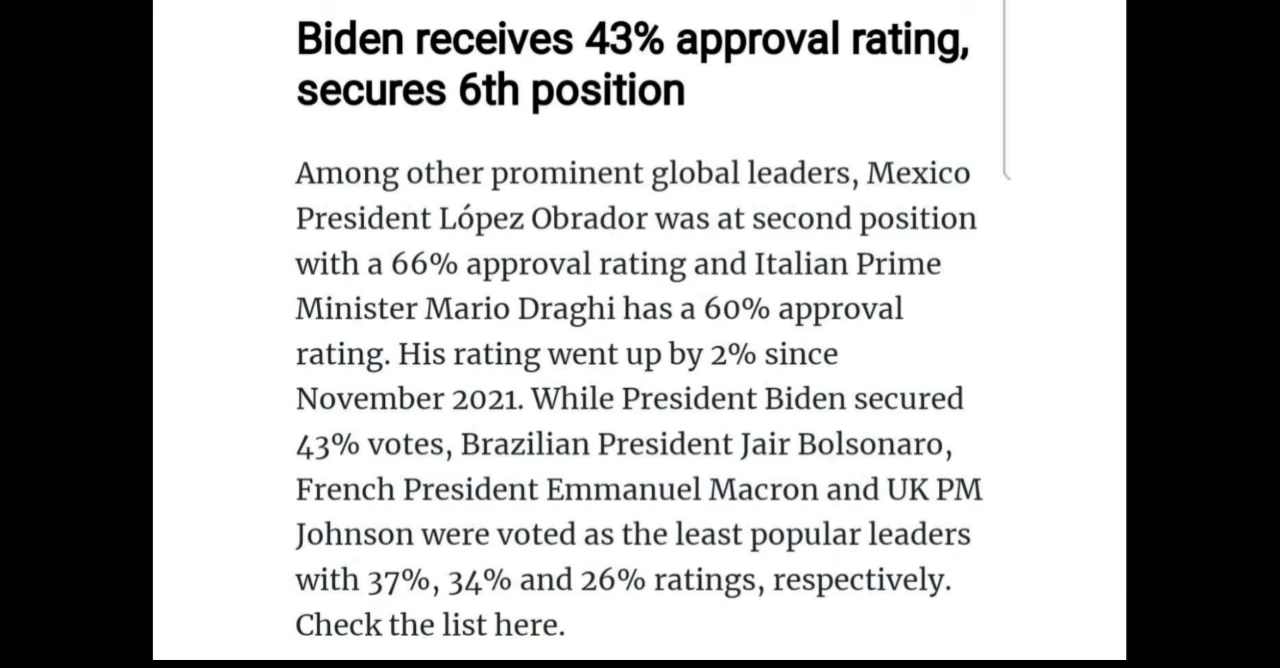 Biden receives 43% approval rating,
secures 6th position
Among other prominent global leaders, Mexico
President López Obrador was at second position
with a 66% approval rating and Italian Prime
Minister Mario Draghi has a 60% approval
rating. His rating went up by 2% since
November 2021. While President Biden secured
43% votes, Brazilian President Jair Bolsonaro,
French President Emmanuel Macron and UK PM
Johnson were voted as the least popular leaders
with 37%, 34% and 26% ratings, respectively.
Check the list here.